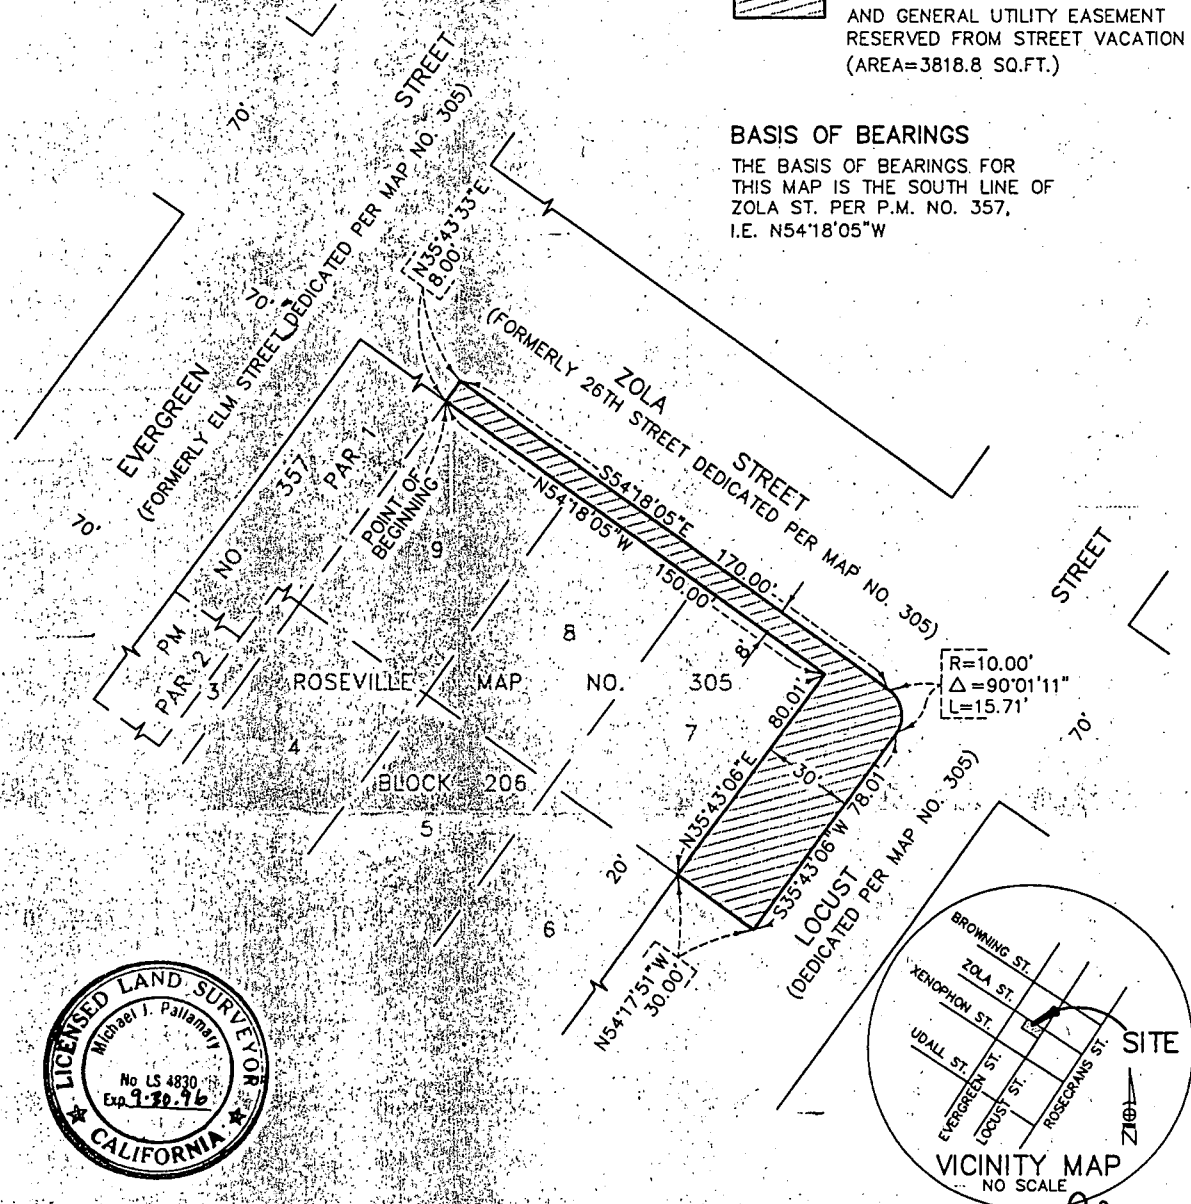 AND GENERAL UTILITY EASEMENT
RESERVED FROM STREET VACATION
(AREA=3818.8 SQ.FT.)
BASIS OF BEARINGS
THE BASIS OF BEARINGS FOR
THIS MAP IS THE SOUTH LINE OF
ZOLA ST. PER P.M. NO. 357,
I.E. N54°18'05"W
70'
EVERGREEN STREET
(FORMERLY ELM STREET DEDICATED PER MAP NO. 305)
70'
70'
N35°43'33"E
8.00'
ZOLA STREET
(FORMERLY 26TH STREET DEDICATED PER MAP NO. 305)
S54°18'05"E 170.00'
N54°18'05"W 150.00'
8'
POINT OF
BEGINNING
PM NO 357
PAR 1
PAR 2
9
8
7
3
4
5
6
ROSEVILLE MAP NO. 305
BLOCK 206
R=10.00'
Δ=90°01'11"
L=15.71'
N35°43'06"E 80.01'
30'
S35°43'06"W 78.01'
20'
N54°17'51"W
30.00'
LOCUST STREET
(DEDICATED PER MAP NO. 305)
70'
LICENSED LAND SURVEYOR
Michael J. Pallamary
No LS 4830
Exp. 9.30.96
CALIFORNIA
BROWNING ST.
ZOLA ST.
XENOPHON ST.
UDALL ST.
EVERGREEN ST.
LOCUST ST.
ROSECRANS ST.
SITE
VICINITY MAP
NO SCALE